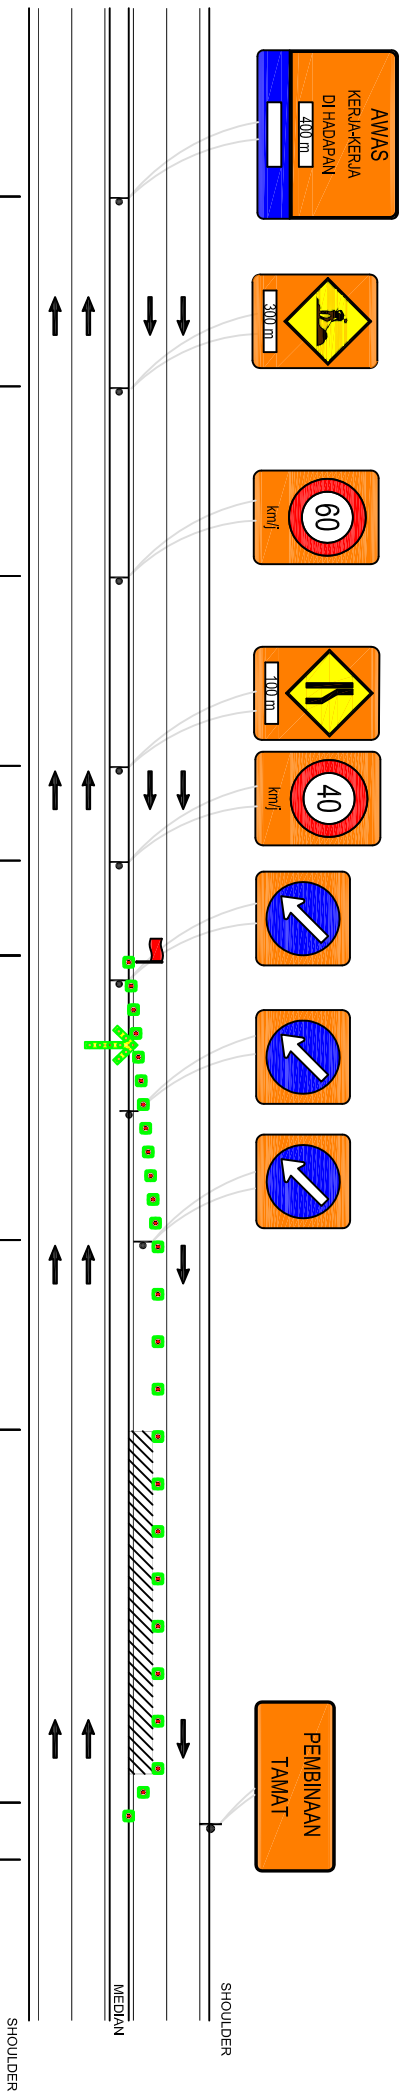 AWAS
KERJA-KERJA
DI HADAPAN
400 m
300 m
60
km/j
100 m
40
km/j
PEMBINAAN
TAMAT
MEDIAN
SHOULDER
SHOULDER